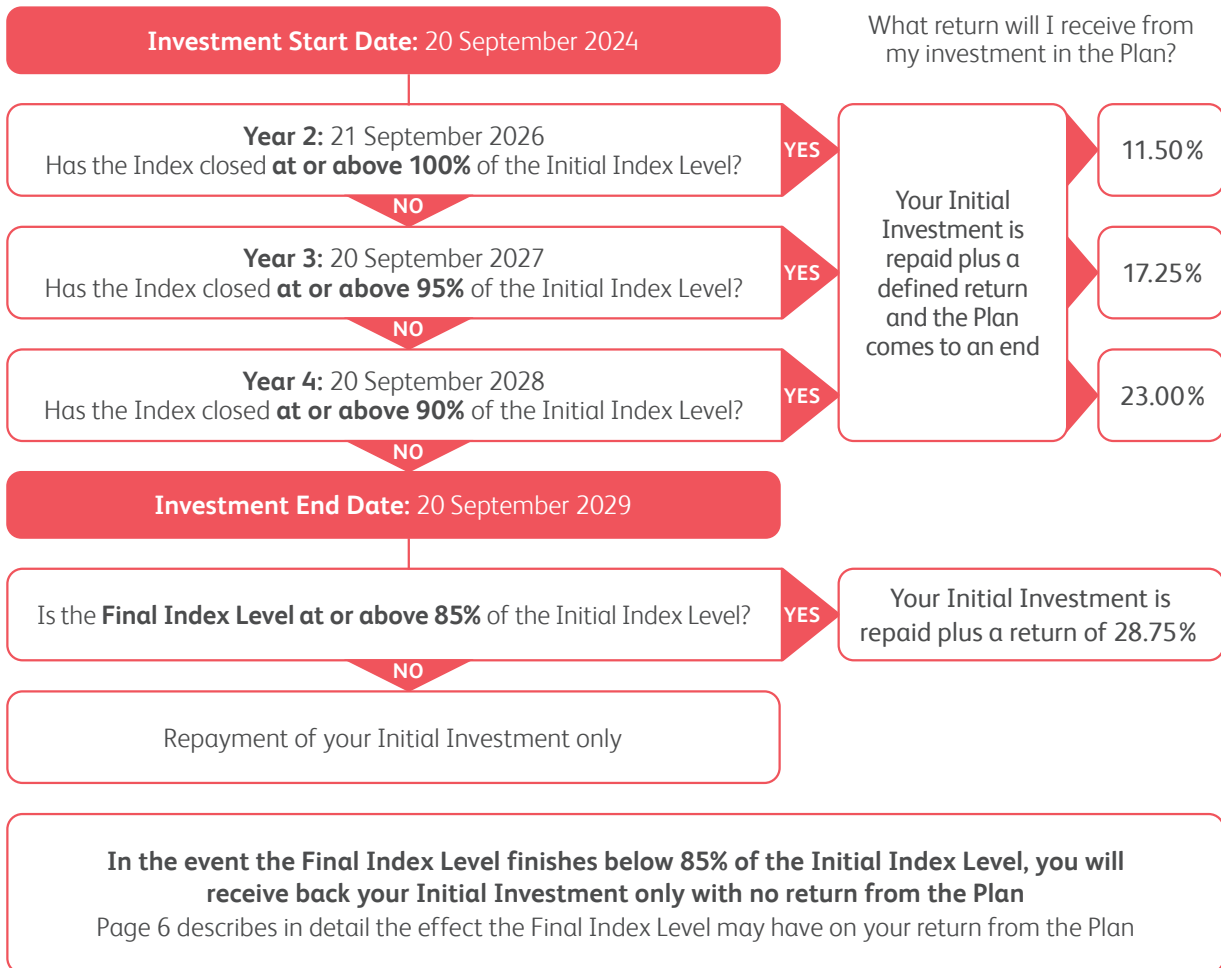 Investment Start Date: 20 September 2024
What return will I receive from
my investment in the Plan?
Year 2: 21 September 2026
Has the Index closed at or above 100% of the Initial Index Level?
YES
11.50%
NO
Year 3: 20 September 2027
Has the Index closed at or above 95% of the Initial Index Level?
YES
Your Initial
Investment is
repaid plus a
defined return
and the Plan
comes to an end
17.25%
NO
Year 4: 20 September 2028
Has the Index closed at or above 90% of the Initial Index Level?
YES
23.00%
NO
Investment End Date: 20 September 2029
Is the Final Index Level at or above 85% of the Initial Index Level?
YES
Your Initial Investment is
repaid plus a return of 28.75%
NO
Repayment of your Initial Investment only
In the event the Final Index Level finishes below 85% of the Initial Index Level, you will
receive back your Initial Investment only with no return from the Plan
Page 6 describes in detail the effect the Final Index Level may have on your return from the Plan